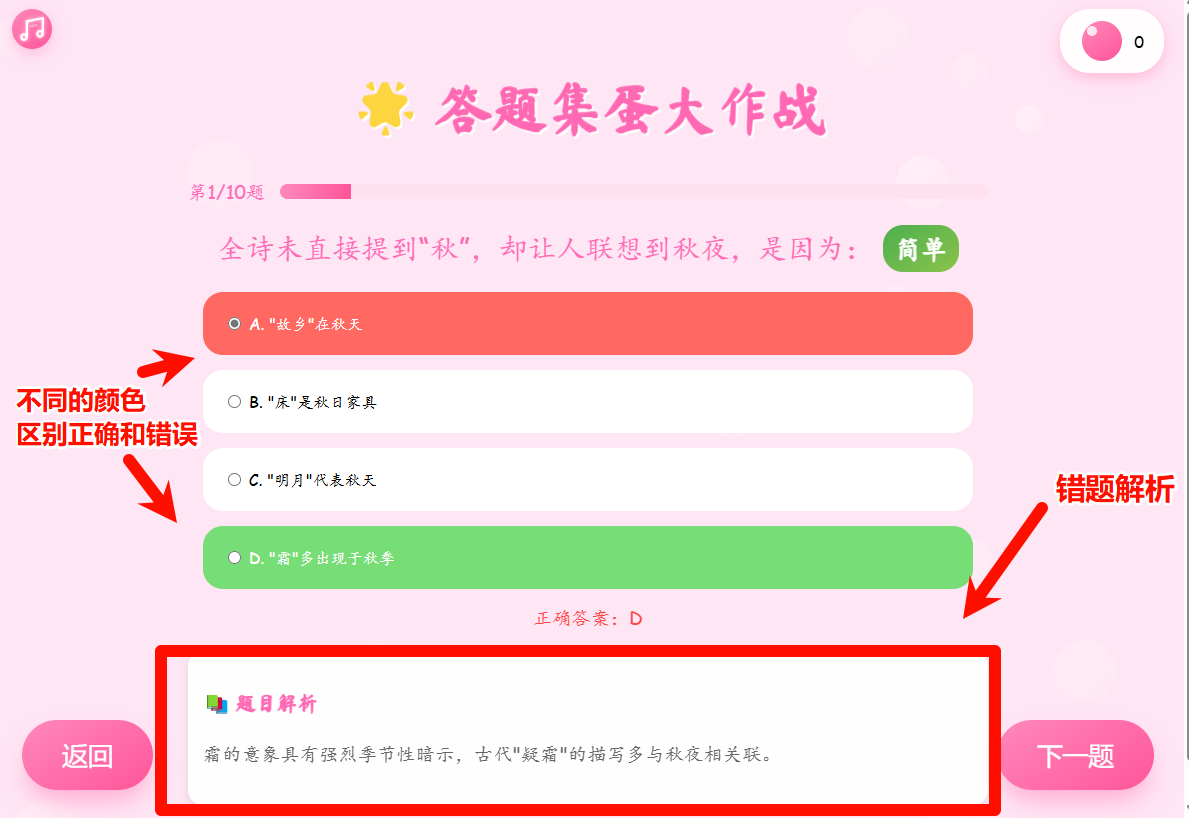 0
答题集蛋大作战
第1/10题
全诗未直接提到“秋”，却让人联想到秋夜，是因为：
简单
A. "故乡"在秋天
不同的颜色
区别正确和错误
B. "床"是秋日家具
C. "明月"代表秋天
错题解析
D. "霜"多出现于秋季
正确答案：D
题目解析
霜的意象具有强烈季节性暗示，古代"疑霜"的描写多与秋夜相关联。
返回
下一题